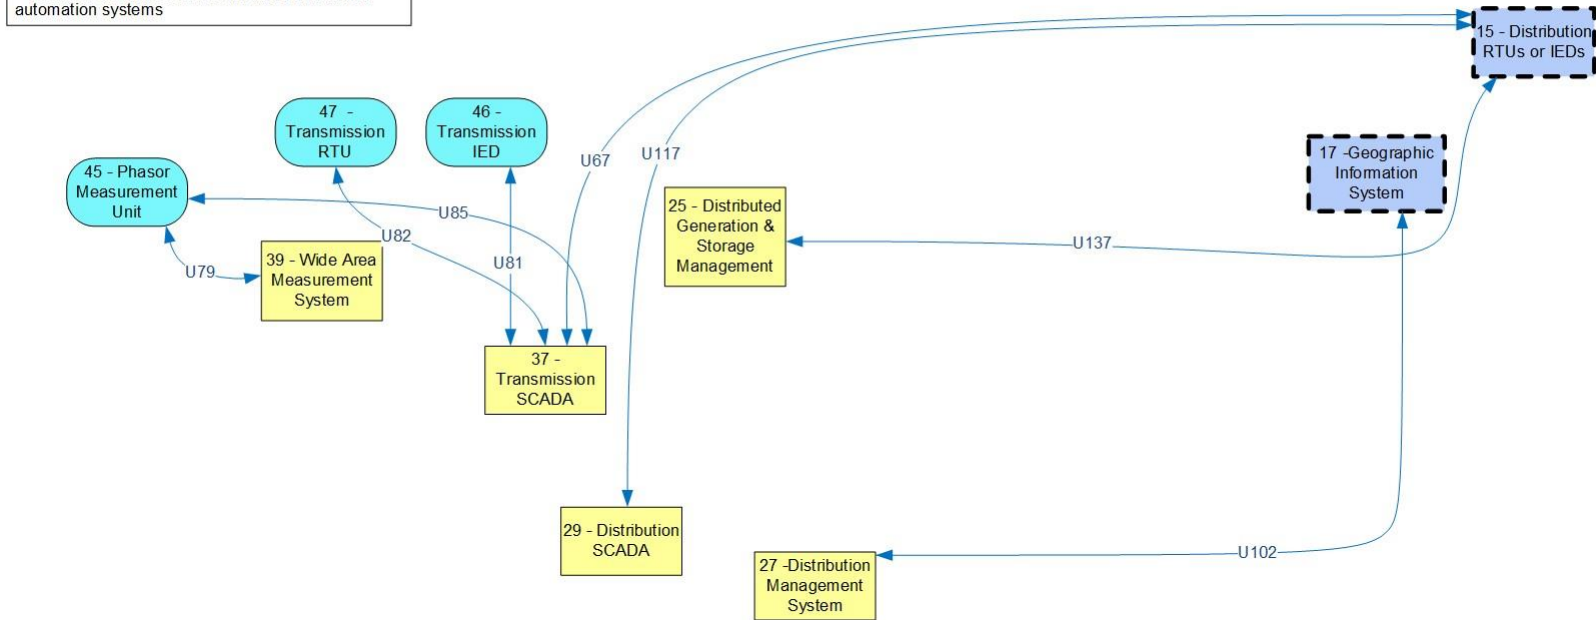 automation systems
15 - Distribution
RTUs or IEDs
47 -
Transmission
RTU
46 -
Transmission
IED
U67
U117
17 -Geographic
Information
System
45 - Phasor
Measurement
Unit
25 - Distributed
Generation &
Storage
Management
U85
U82
U137
39 - Wide Area
Measurement
System
U79
U81
37 -
Transmission
SCADA
29 - Distribution
SCADA
27 -Distribution
Management
System
U102